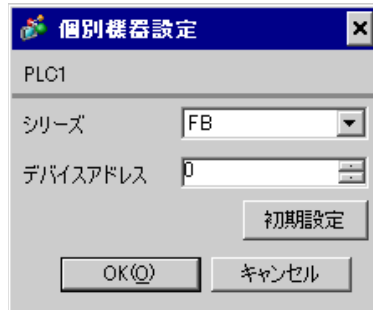 個別機器設定
PLC1
シリーズ FB
デバイスアドレス 0
初期設定
OK(O) キャンセル